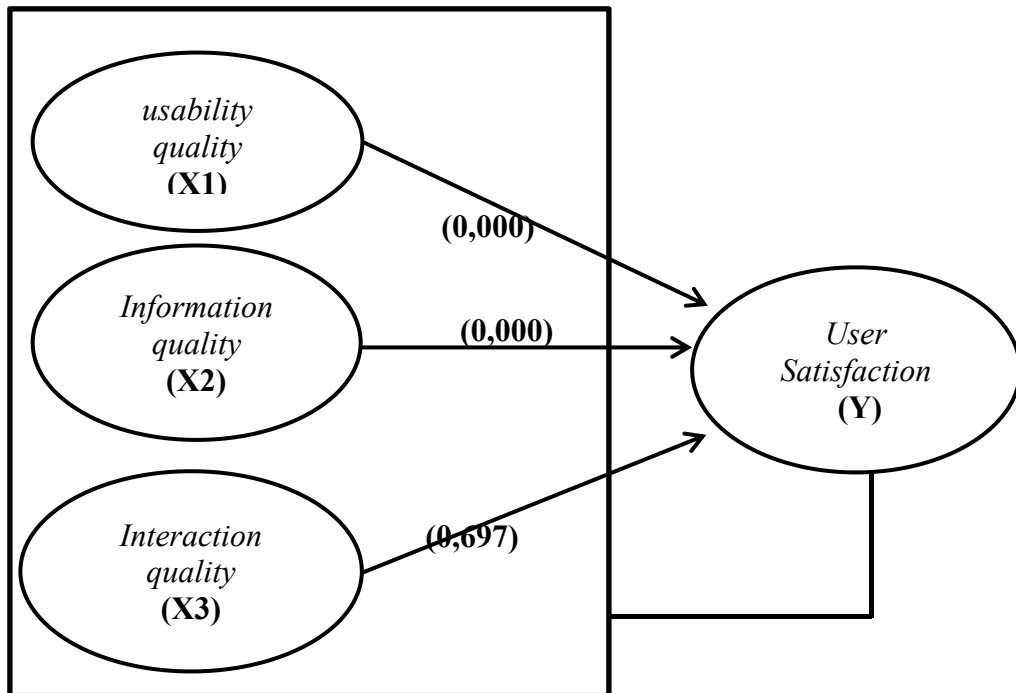 usability
quality
(X1)
(0,000)
Information
quality
(X2)
(0,000)
User
Satisfaction
(Y)
Interaction
quality
(X3)
(0,697)